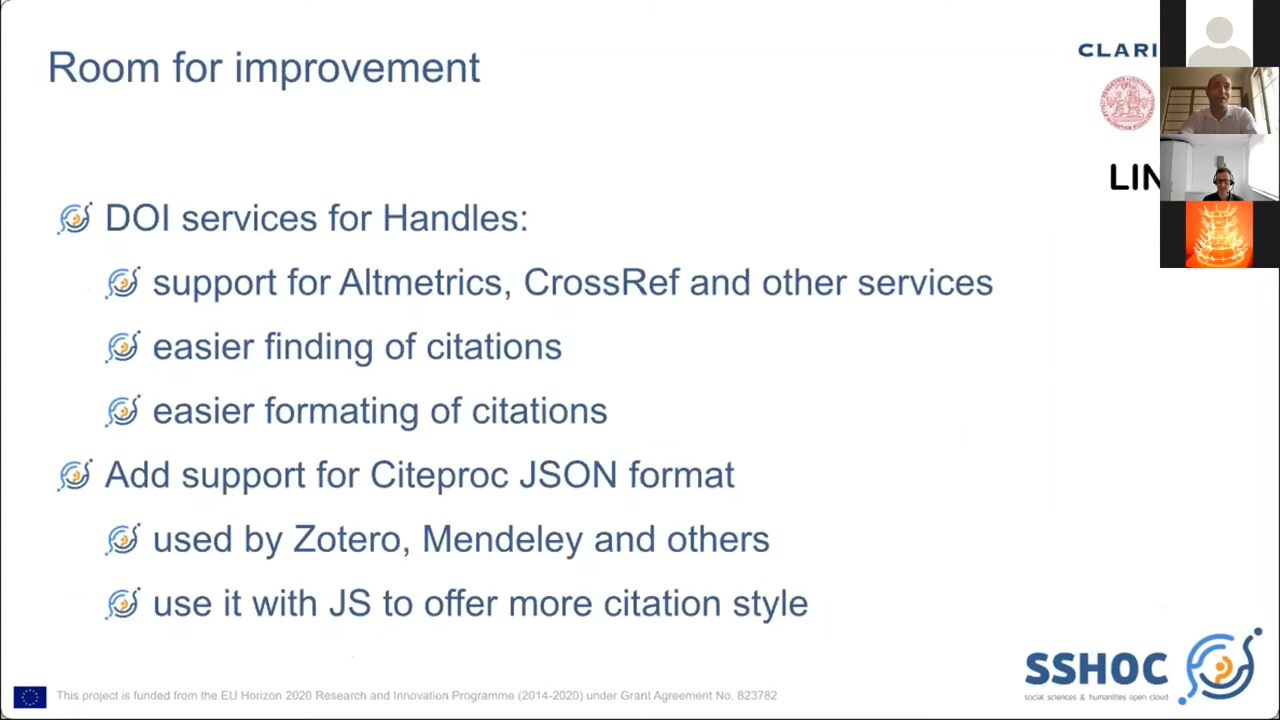 Room for improvement
CLARI
LIN
DOI services for Handles:
support for Altmetrics, CrossRef and other services
easier finding of citations
easier formating of citations
Add support for Citeproc JSON format
used by Zotero, Mendeley and others
use it with JS to offer more citation style
SSHOC
social sciences & humanities open cloud
This project is funded from the EU Horizon 2020 Research and Innovation Programme (2014-2020) under Grant Agreement No. 823782